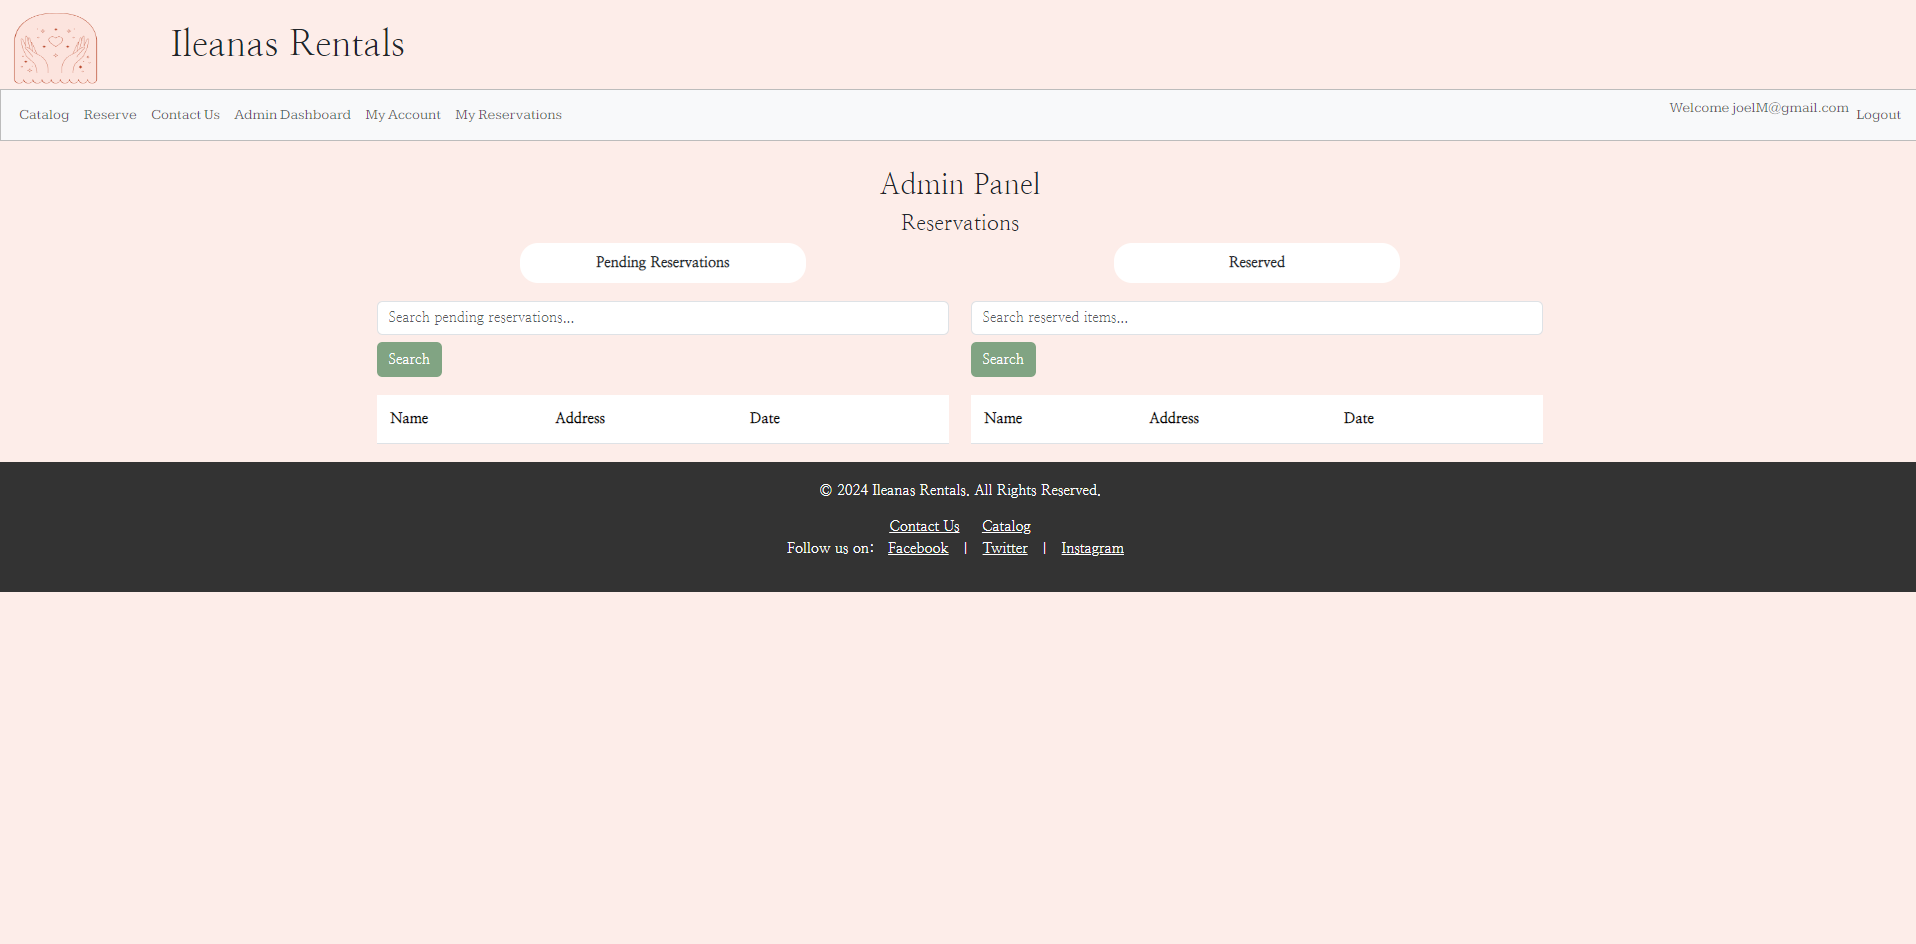 Ileanas Rentals
Catalog Reserve Contact Us Admin Dashboard My Account My Reservations Welcome joelM@gmail.com Logout
Admin Panel
Reservations
Pending Reservations Reserved
Search pending reservations... Search reserved items...
Search Search
Name Address Date Name Address Date
© 2024 Ileanas Rentals. All Rights Reserved.
Contact Us Catalog
Follow us on: Facebook | Twitter | Instagram